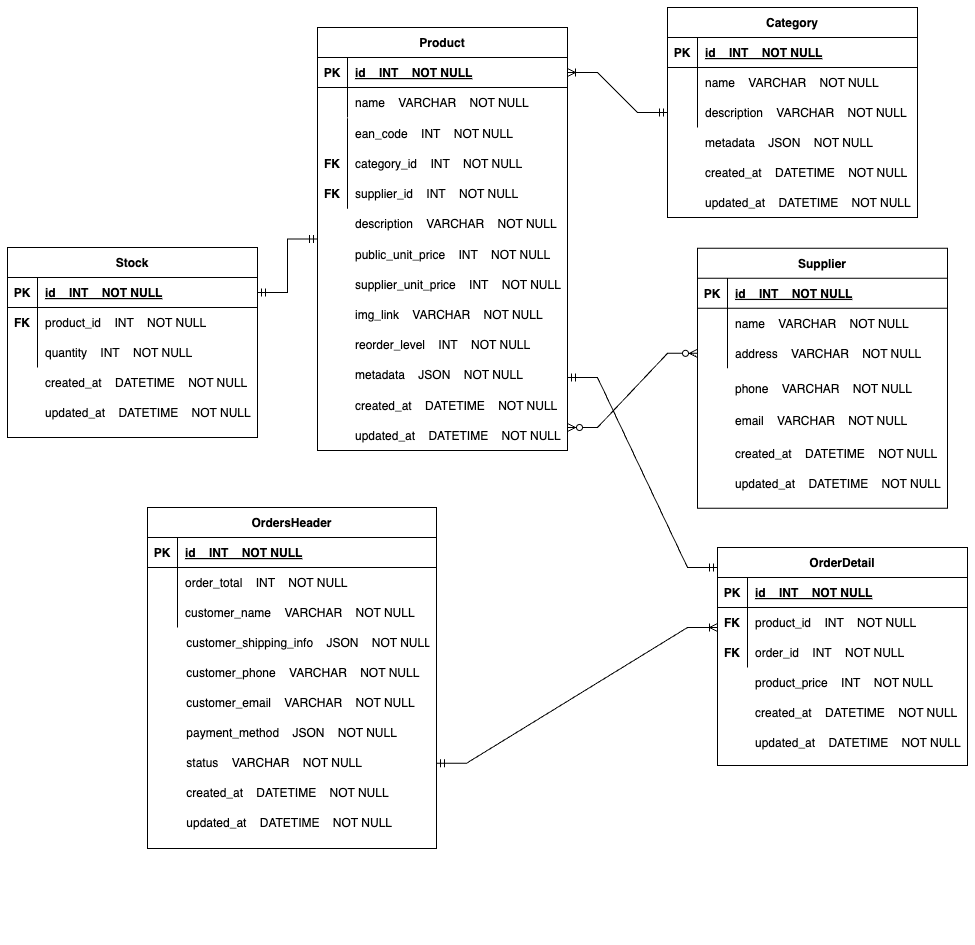 Product
PK id INT NOT NULL
name VARCHAR NOT NULL
ean_code INT NOT NULL
FK category_id INT NOT NULL
FK supplier_id INT NOT NULL
description VARCHAR NOT NULL
public_unit_price INT NOT NULL
supplier_unit_price INT NOT NULL
img_link VARCHAR NOT NULL
reorder_level INT NOT NULL
metadata JSON NOT NULL
created_at DATETIME NOT NULL
updated_at DATETIME NOT NULL
Category
PK id INT NOT NULL
name VARCHAR NOT NULL
description VARCHAR NOT NULL
metadata JSON NOT NULL
created_at DATETIME NOT NULL
updated_at DATETIME NOT NULL
Stock
PK id INT NOT NULL
FK product_id INT NOT NULL
quantity INT NOT NULL
created_at DATETIME NOT NULL
updated_at DATETIME NOT NULL
Supplier
PK id INT NOT NULL
name VARCHAR NOT NULL
address VARCHAR NOT NULL
phone VARCHAR NOT NULL
email VARCHAR NOT NULL
created_at DATETIME NOT NULL
updated_at DATETIME NOT NULL
OrdersHeader
PK id INT NOT NULL
order_total INT NOT NULL
customer_name VARCHAR NOT NULL
customer_shipping_info JSON NOT NULL
customer_phone VARCHAR NOT NULL
customer_email VARCHAR NOT NULL
payment_method JSON NOT NULL
status VARCHAR NOT NULL
created_at DATETIME NOT NULL
updated_at DATETIME NOT NULL
OrderDetail
PK id INT NOT NULL
FK product_id INT NOT NULL
FK order_id INT NOT NULL
product_price INT NOT NULL
created_at DATETIME NOT NULL
updated_at DATETIME NOT NULL